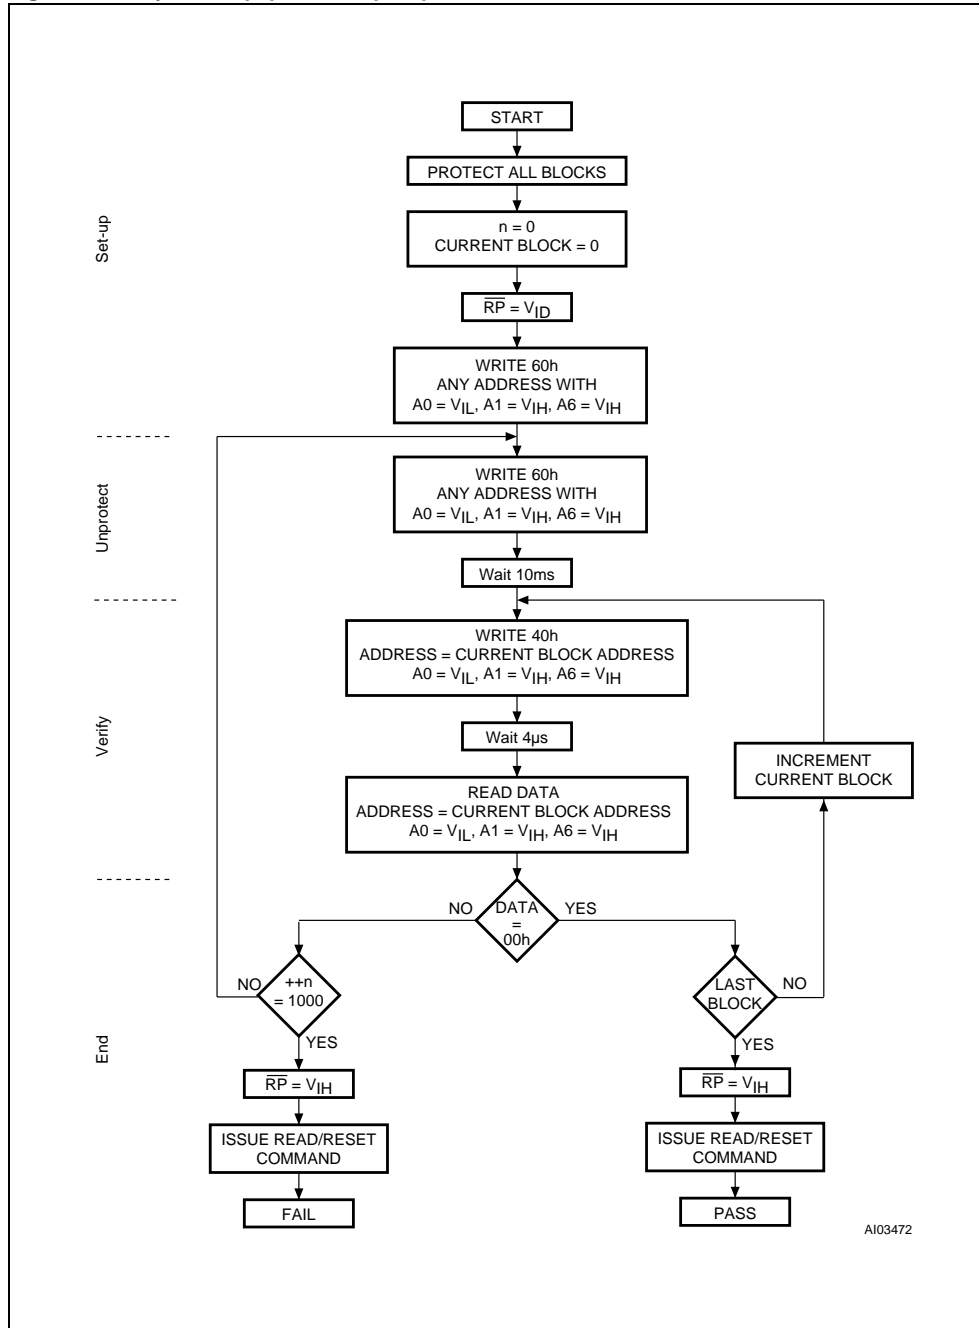 START
PROTECT ALL BLOCKS
Set-up
n = 0
CURRENT BLOCK = 0
RP = VID
WRITE 60h
ANY ADDRESS WITH
A0 = VIL, A1 = VIH, A6 = VIH
Unprotect
WRITE 60h
ANY ADDRESS WITH
A0 = VIL, A1 = VIH, A6 = VIH
Wait 10ms
Verify
WRITE 40h
ADDRESS = CURRENT BLOCK ADDRESS
A0 = VIL, A1 = VIH, A6 = VIH
Wait 4µs
INCREMENT
CURRENT BLOCK
READ DATA
ADDRESS = CURRENT BLOCK ADDRESS
A0 = VIL, A1 = VIH, A6 = VIH
End
NO
DATA
=
00h
YES
NO
++n
= 1000
YES
LAST
BLOCK
NO
YES
RP = VIH
RP = VIH
ISSUE READ/RESET
COMMAND
ISSUE READ/RESET
COMMAND
FAIL
PASS
AI03472